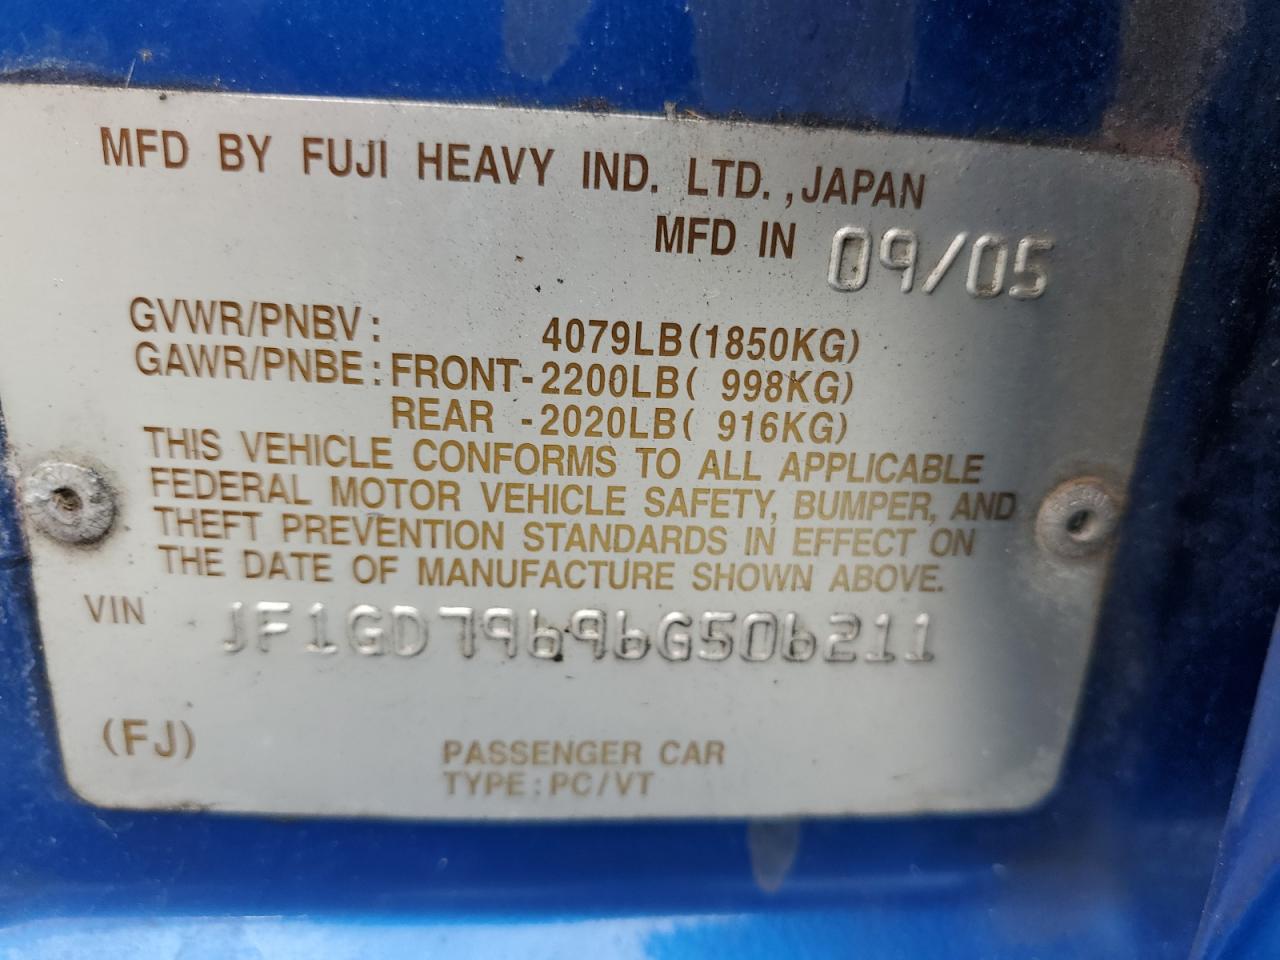 MFD BY FUJI HEAVY IND. LTD. ,JAPAN
MFD IN 09/05
GVWR/PNBV : 4079LB(1850KG)
GAWR/PNBE : FRONT-2200LB( 998KG)
REAR -2020LB( 916KG)
THIS VEHICLE CONFORMS TO ALL APPLICABLE
FEDERAL MOTOR VEHICLE SAFETY, BUMPER, AND
THEFT PREVENTION STANDARDS IN EFFECT ON
THE DATE OF MANUFACTURE SHOWN ABOVE.
VIN JF1GD79696G506211
(FJ)
PASSENGER CAR
TYPE : PC/VT